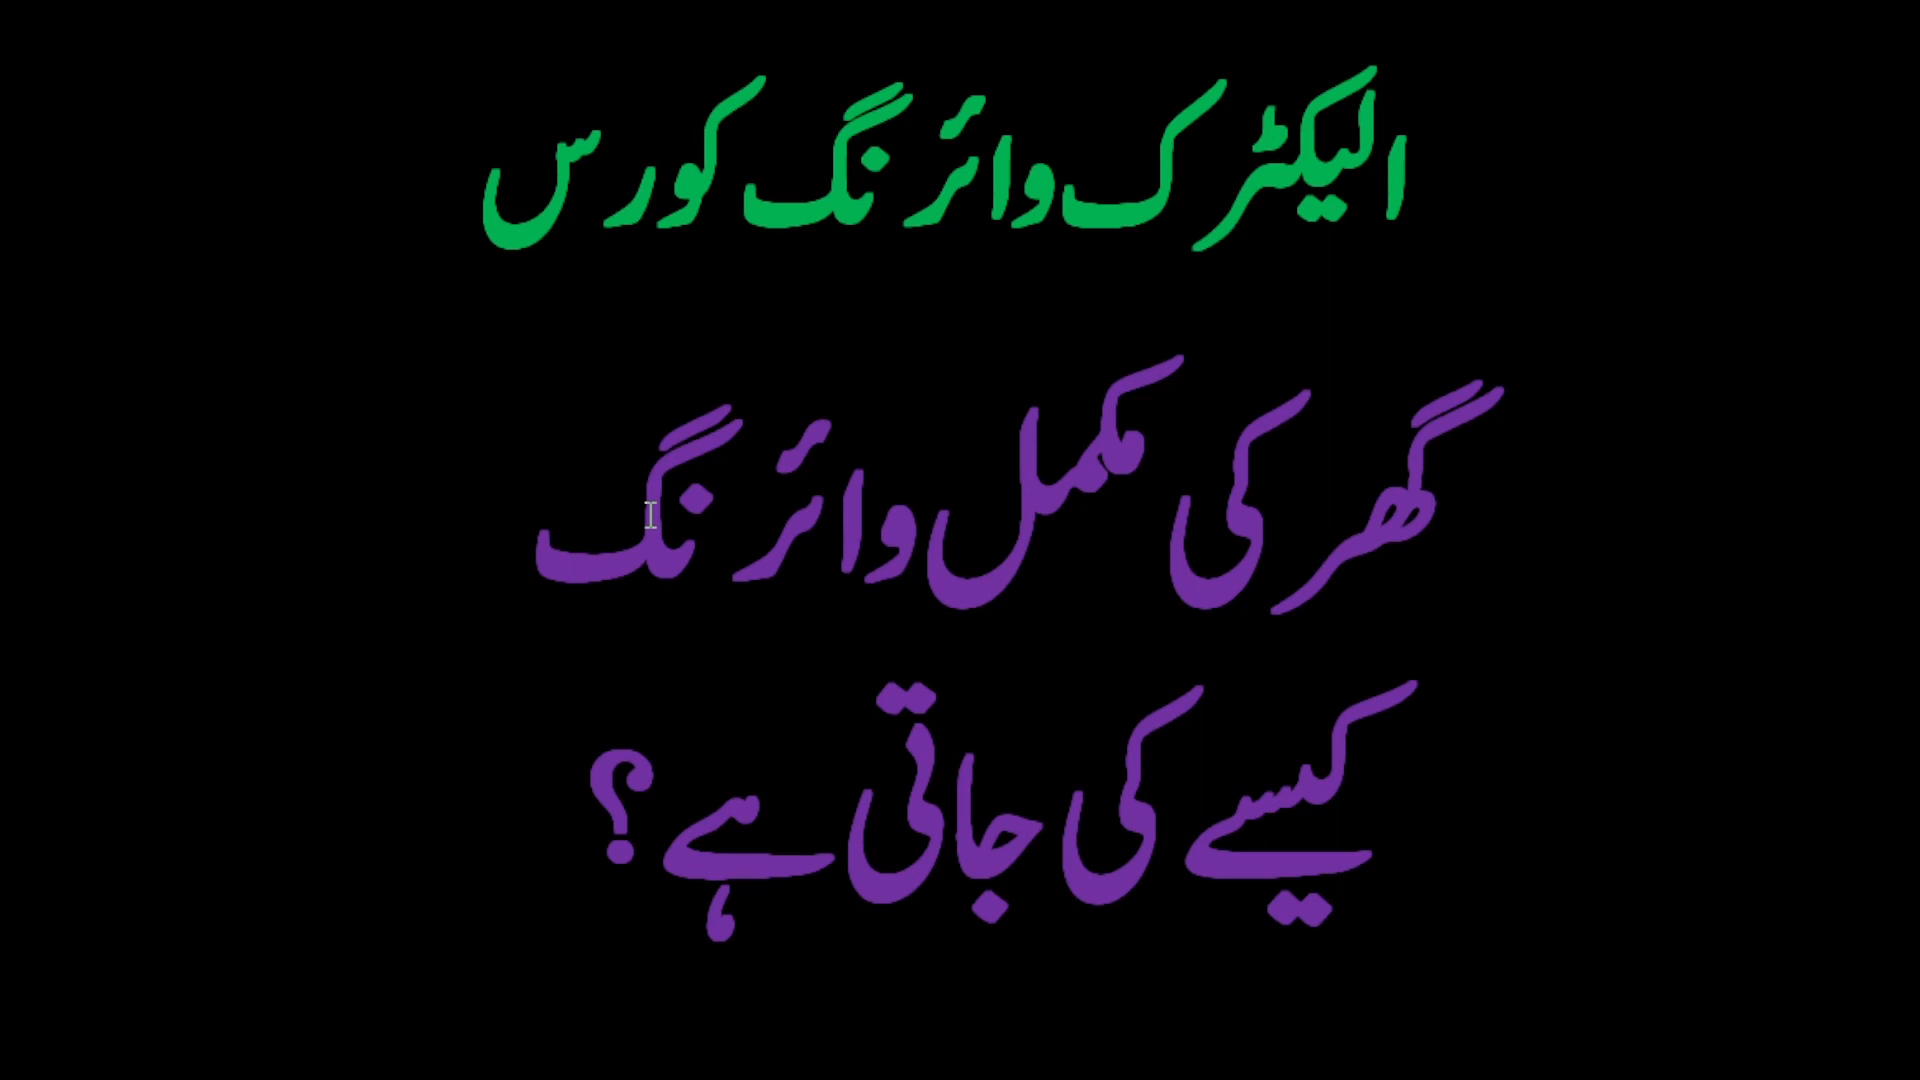 الیکٹرک وائرنگ کورس
گھر کی مکمل وائرنگ
کیسے کی جاتی ہے؟